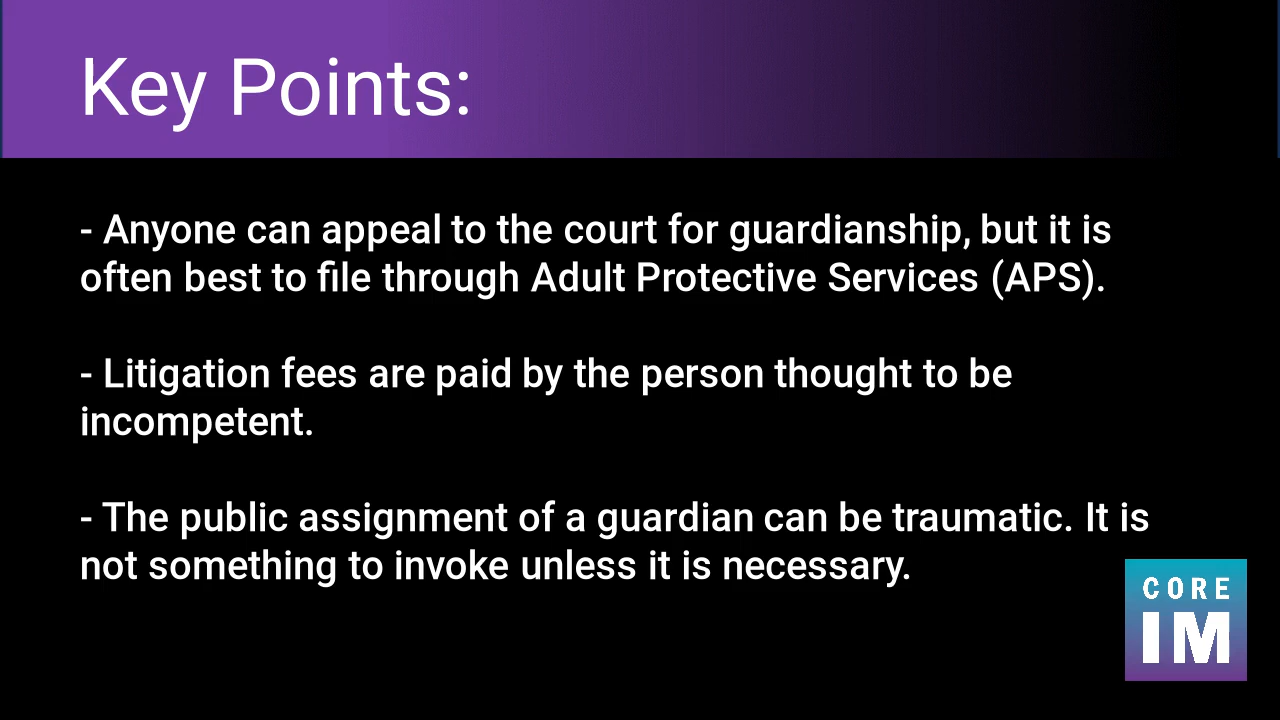 Key Points:
- Anyone can appeal to the court for guardianship, but it is
often best to file through Adult Protective Services (APS).
- Litigation fees are paid by the person thought to be
incompetent.
- The public assignment of a guardian can be traumatic. It is
not something to invoke unless it is necessary.
CORE
IM